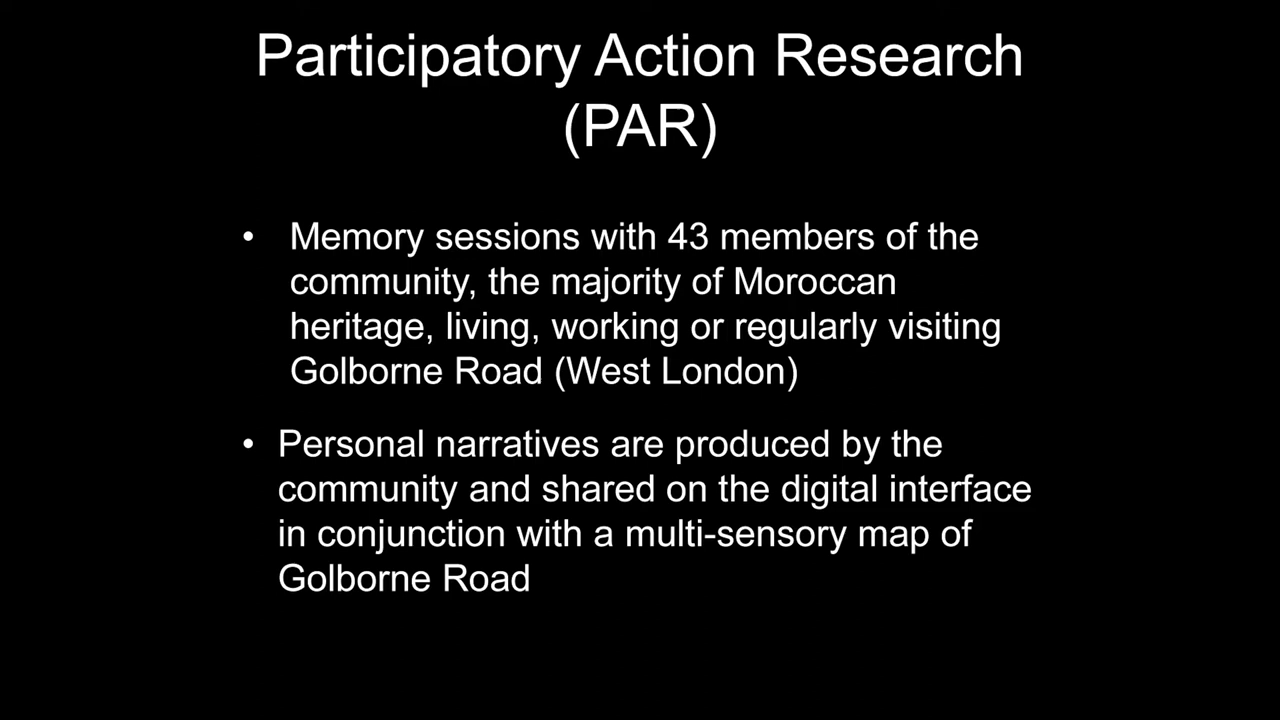 Participatory Action Research
(PAR)
• Memory sessions with 43 members of the
community, the majority of Moroccan
heritage, living, working or regularly visiting
Golborne Road (West London)
• Personal narratives are produced by the
community and shared on the digital interface
in conjunction with a multi-sensory map of
Golborne Road